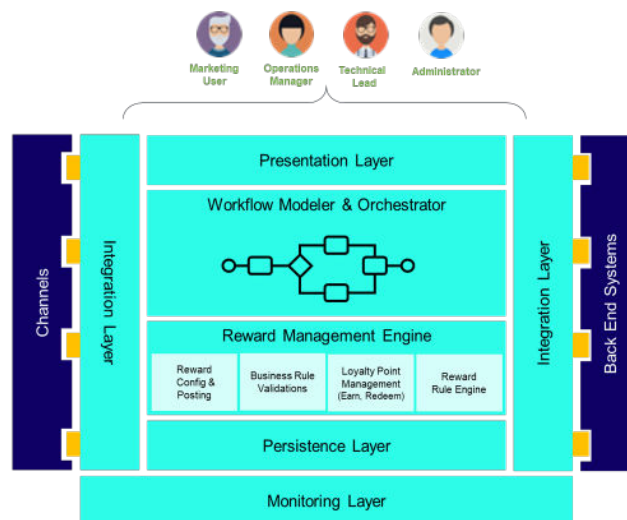 Marketing
User
Operations
Manager
Technical
Lead
Administrator
Channels
Integration Layer
Presentation Layer
Workflow Modeler & Orchestrator
Reward Management Engine
Reward
Config &
Posting
Business Rule
Validations
Loyalty Point
Management
(Earn, Redeem)
Reward
Rule Engine
Persistence Layer
Integration Layer
Back End Systems
Monitoring Layer